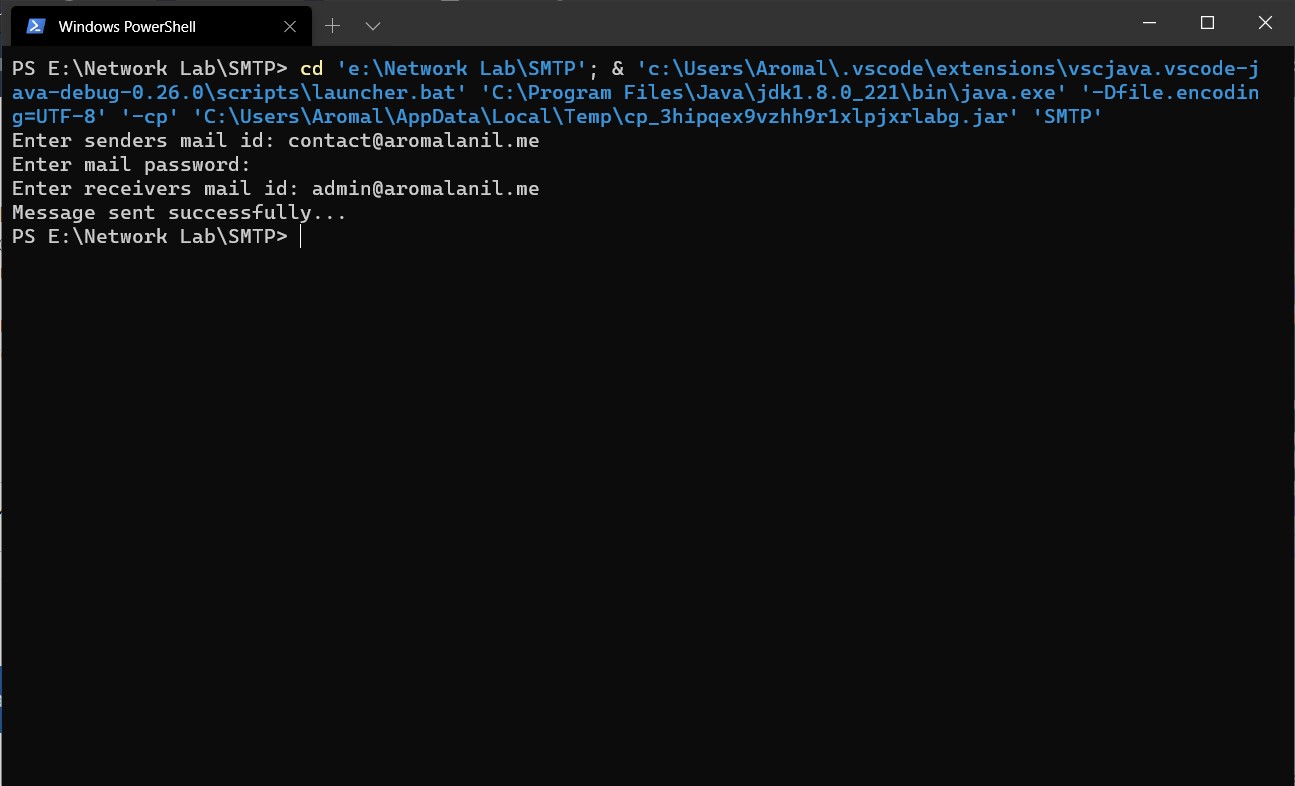 Windows PowerShell
PS E:\Network Lab\SMTP> cd 'e:\Network Lab\SMTP'; & 'c:\Users\Aromal\.vscode\extensions\vscjava.vscode-j
ava-debug-0.26.0\scripts\launcher.bat' 'C:\Program Files\Java\jdk1.8.0_221\bin\java.exe' '-Dfile.encodin
g=UTF-8' '-cp' 'C:\Users\Aromal\AppData\Local\Temp\cp_3hipqex9vzhh9r1xlpjxrlabg.jar' 'SMTP'
Enter senders mail id: contact@aromalanil.me
Enter mail password:
Enter receivers mail id: admin@aromalanil.me
Message sent successfully...
PS E:\Network Lab\SMTP>